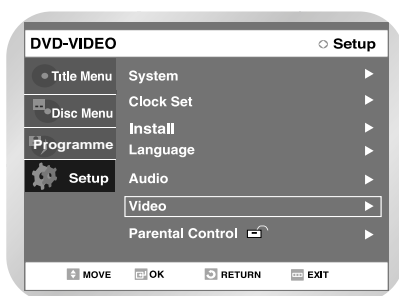 DVD-VIDEO Setup
Title Menu
Disc Menu
Programme
Setup
System
Clock Set
Install
Language
Audio
Video
Parental Control
MOVE OK RETURN EXIT